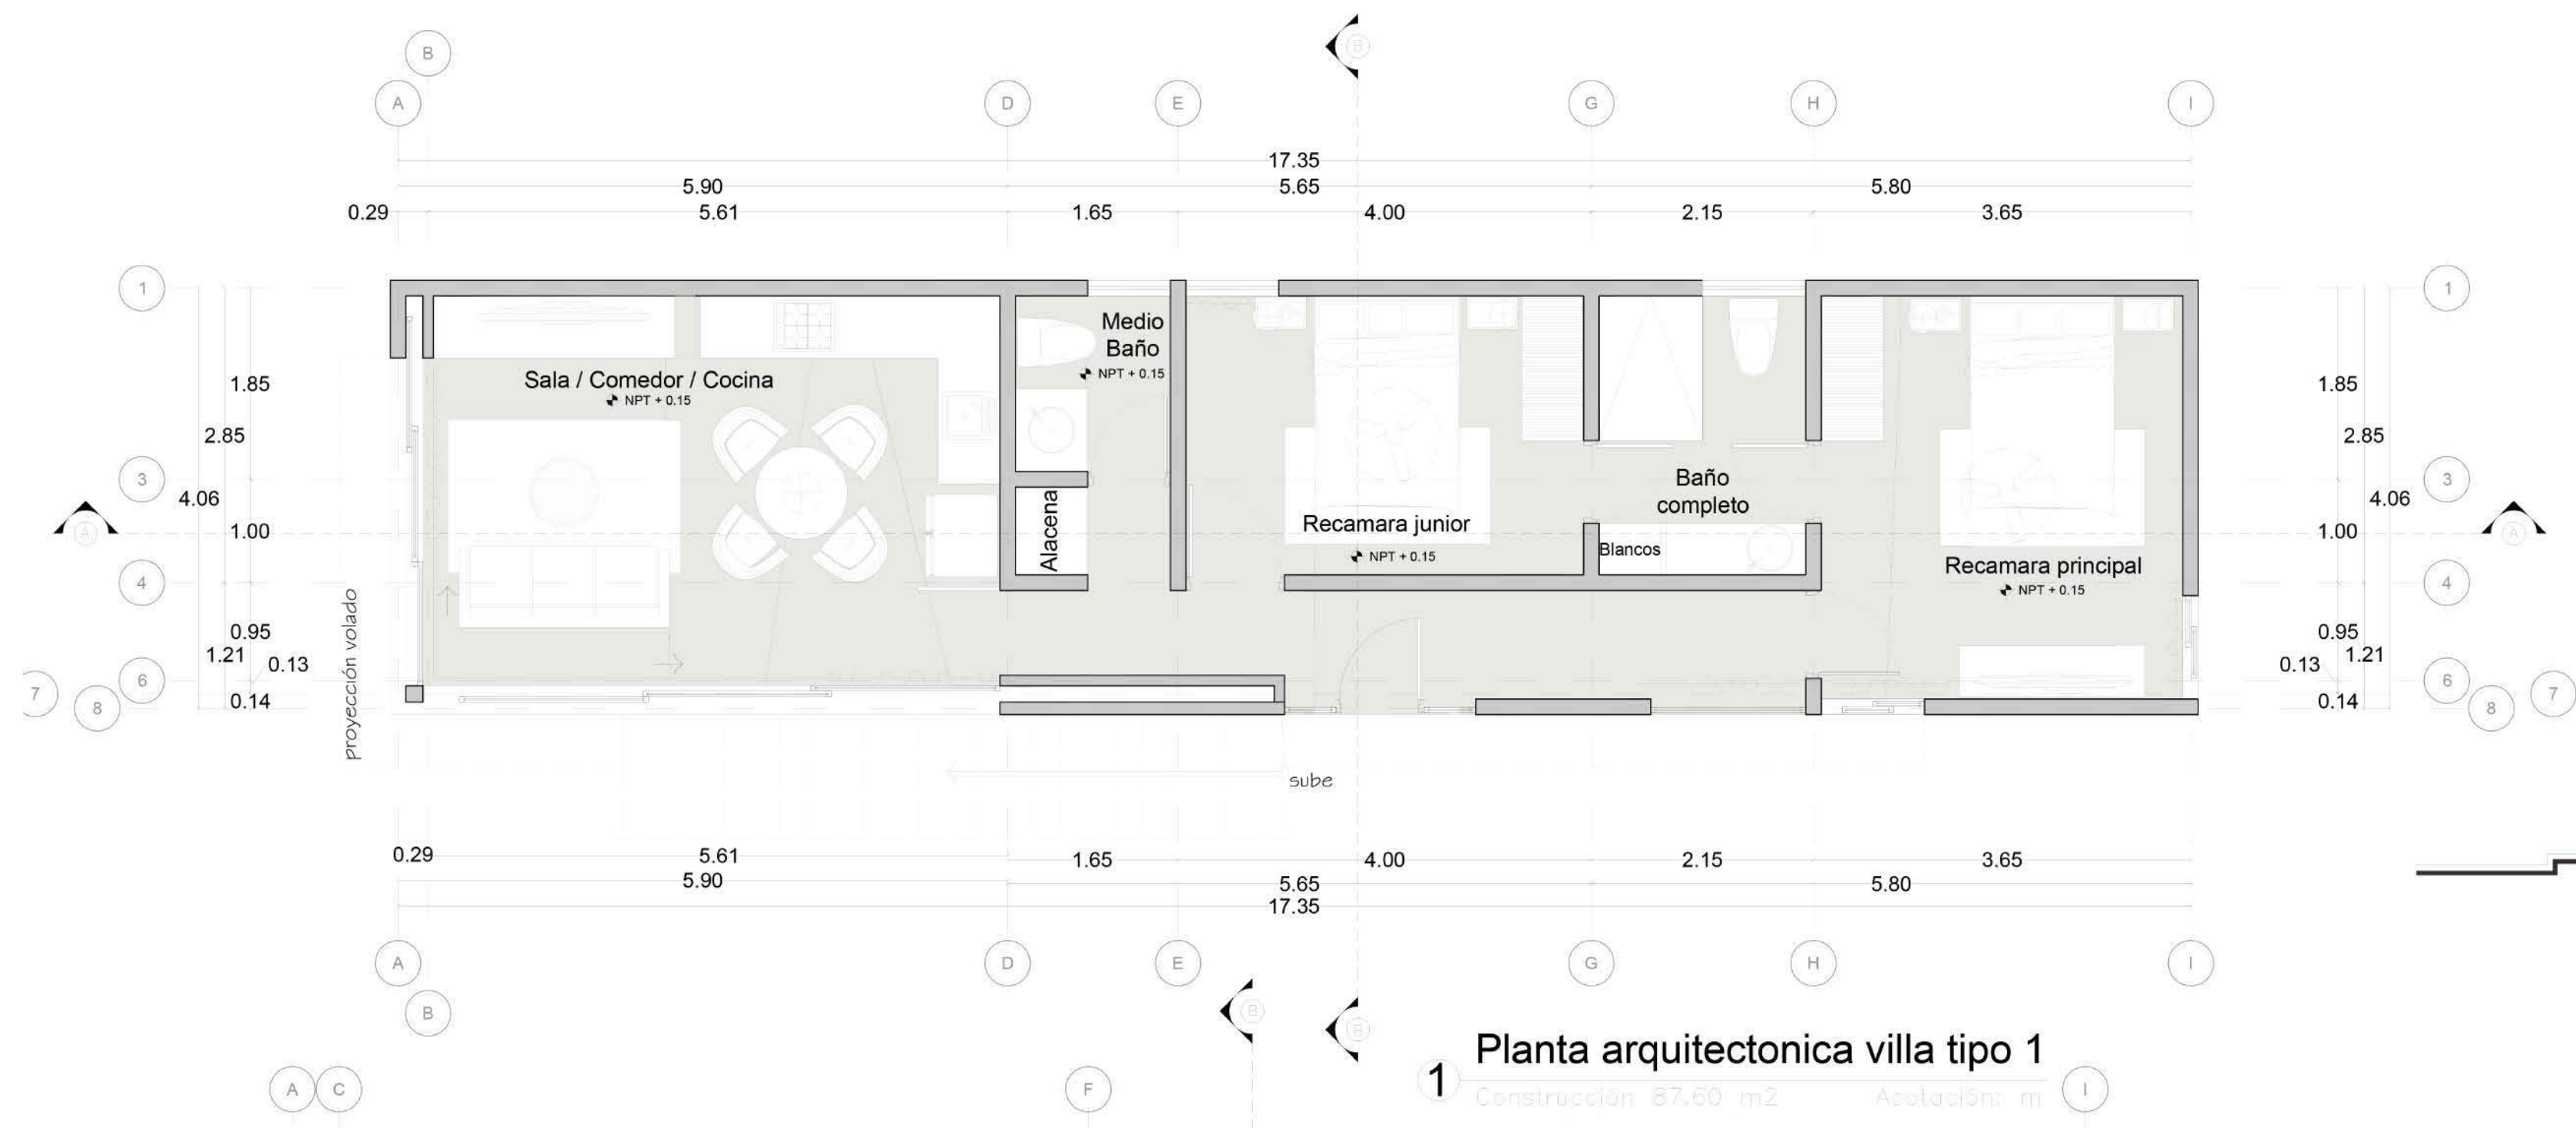 B
B
A
D
E
G
H
I
17.35
5.90
5.65
5.80
0.29
5.61
1.65
4.00
2.15
3.65
1
1
Medio
Baño
NPT + 0.15
Sala / Comedor / Cocina
NPT + 0.15
1.85
1.85
2.85
2.85
3
3
Baño
completo
4.06
4.06
A
A
1.00
1.00
Alacena
Recamara junior
NPT + 0.15
Blancos
Recamara principal
NPT + 0.15
4
4
0.95
0.95
1.21
1.21
0.13
0.13
6
6
7
7
8
8
0.14
0.14
proyección volado
sube
0.29
5.61
1.65
4.00
2.15
3.65
5.90
5.65
5.80
17.35
A
D
E
G
H
I
B
B
B
Planta arquitectonica villa tipo 1
1
Construcción 87.60 m2
Acotación: m
A
C
F
I